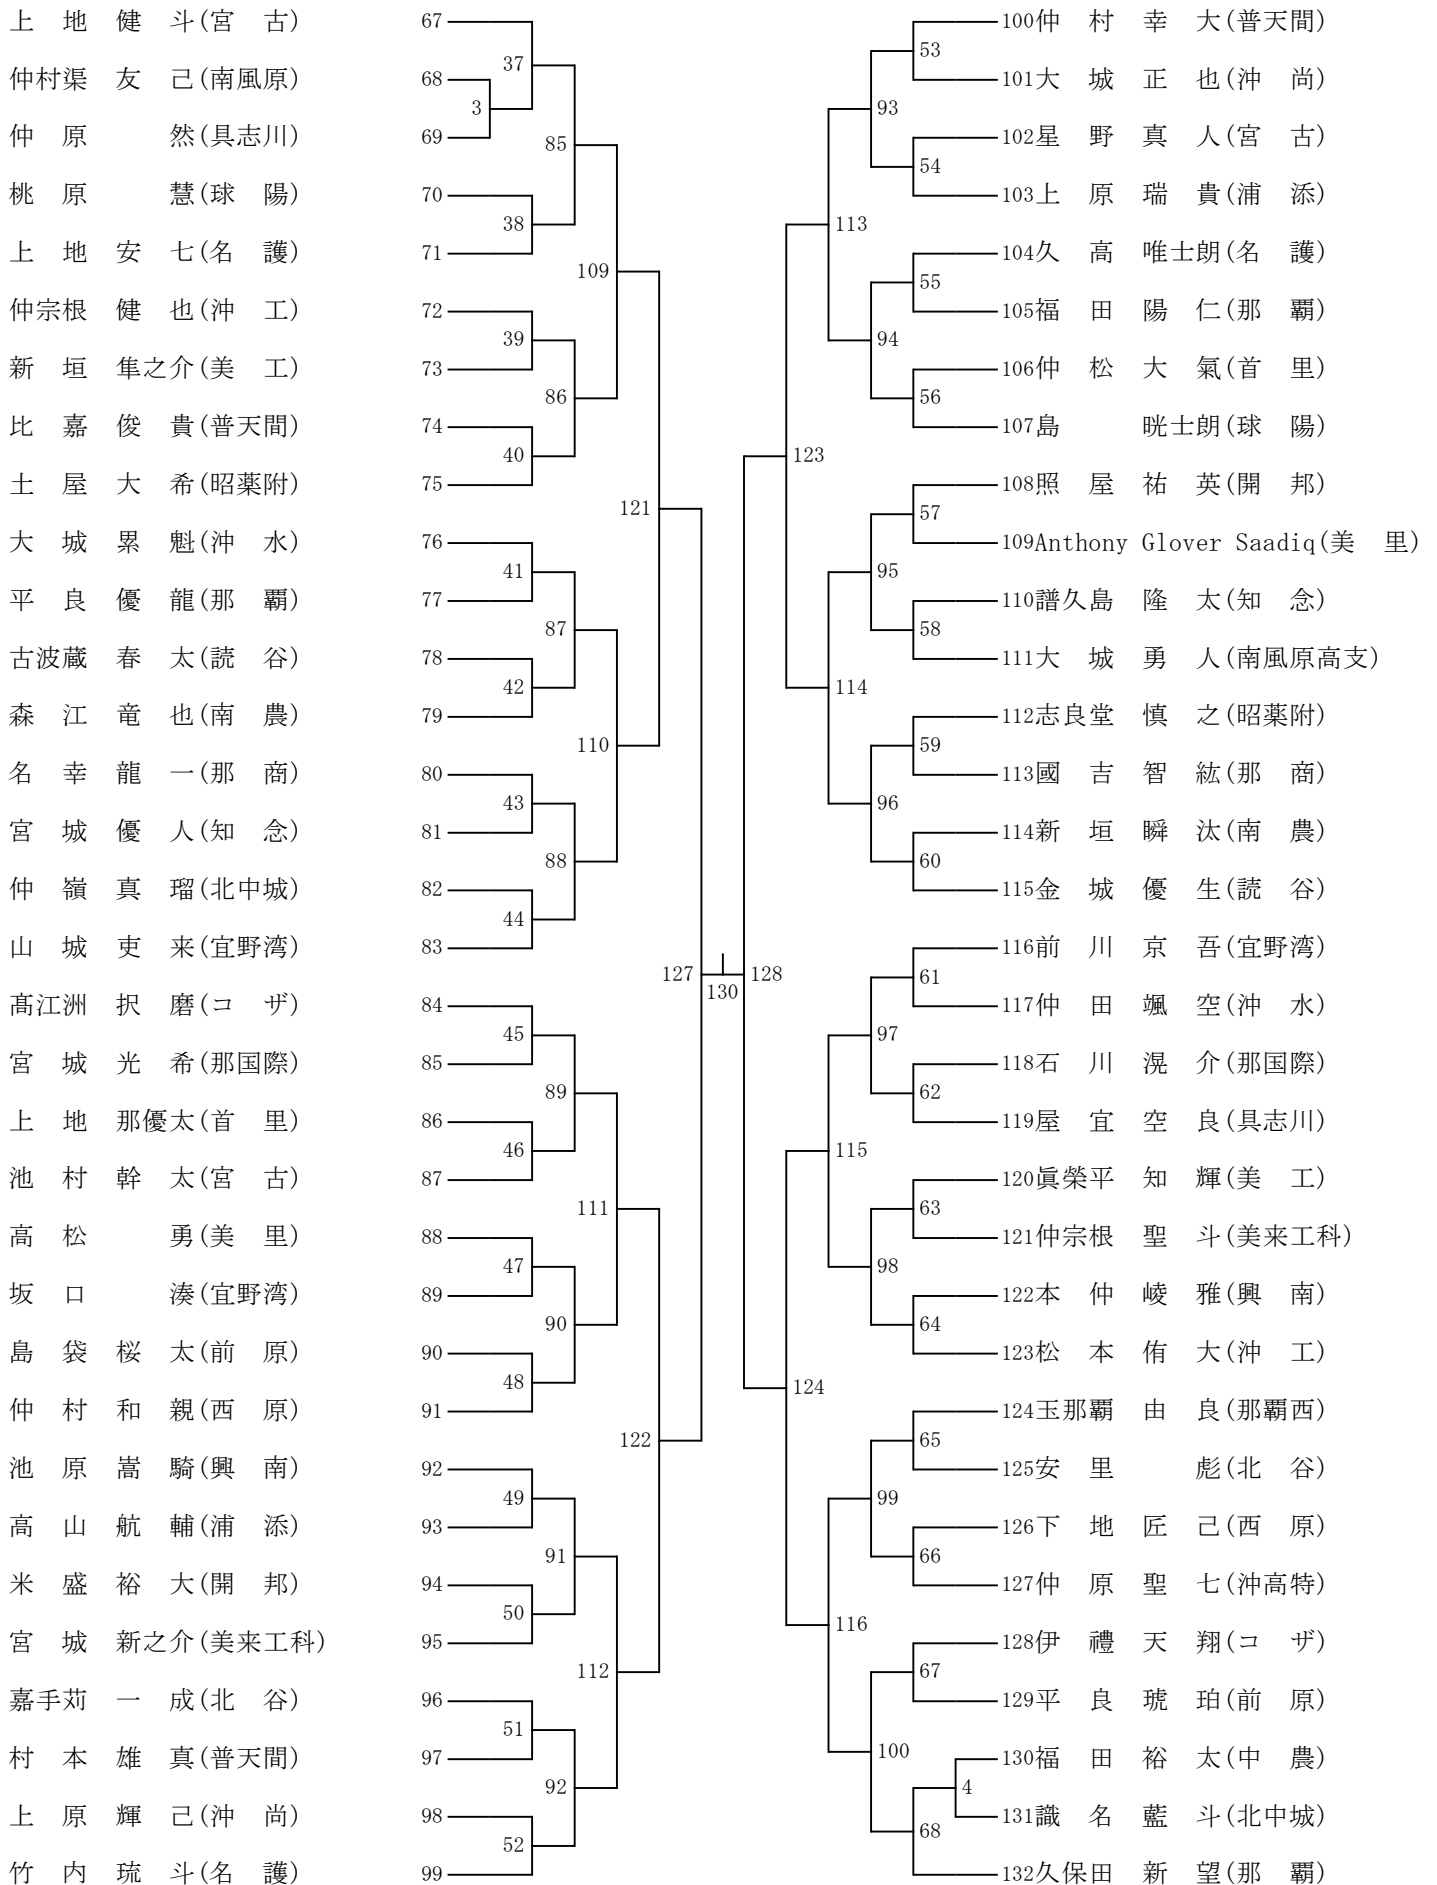 上　地　健　斗(宮　古)　67
仲村渠　友　己(南風原)　68
仲　原　　　然(具志川)　69
桃　原　　　慧(球　陽)　70
上　地　安　七(名　護)　71
仲宗根　健　也(沖　工)　72
新　垣　隼之介(美　工)　73
比　嘉　俊　貴(普天間)　74
土　屋　大　希(昭薬附)　75
大　城　累　魁(沖　水)　76
平　良　優　龍(那　覇)　77
古波蔵　春　太(読　谷)　78
森　江　竜　也(南　農)　79
名　幸　龍　一(那　商)　80
宮　城　優　人(知　念)　81
仲　嶺　真　瑠(北中城)　82
山　城　吏　来(宜野湾)　83
髙江洲　択　磨(コ　ザ)　84
宮　城　光　希(那国際)　85
上　地　那優太(首　里)　86
池　村　幹　太(宮　古)　87
高　松　　　勇(美　里)　88
坂　口　　　湊(宜野湾)　89
島　袋　桜　太(前　原)　90
仲　村　和　親(西　原)　91
池　原　嵩　騎(興　南)　92
高　山　航　輔(浦　添)　93
米　盛　裕　大(開　邦)　94
宮　城　新之介(美来工科)　95
嘉手苅　一　成(北　谷)　96
村　本　雄　真(普天間)　97
上　原　輝　己(沖　尚)　98
竹　内　琉　斗(名　護)　99
3
37
38
39
40
41
42
43
44
45
46
47
48
49
50
51
52
85
86
87
88
89
90
91
92
109
110
111
112
121
122
127
130
128
123
124
113
114
115
116
93
94
95
96
97
98
99
100
53
54
55
56
57
58
59
60
61
62
63
64
65
66
67
68
4
100仲　村　幸　大(普天間)
101大　城　正　也(沖　尚)
102星　野　真　人(宮　古)
103上　原　瑞　貴(浦　添)
104久　高　唯士朗(名　護)
105福　田　陽　仁(那　覇)
106仲　松　大　氣(首　里)
107島　　　晄士朗(球　陽)
108照　屋　祐　英(開　邦)
109Anthony Glover Saadiq(美　里)
110譜久島　隆　太(知　念)
111大　城　勇　人(南風原高支)
112志良堂　慎　之(昭薬附)
113國　吉　智　紘(那　商)
114新　垣　瞬　汰(南　農)
115金　城　優　生(読　谷)
116前　川　京　吾(宜野湾)
117仲　田　颯　空(沖　水)
118石　川　滉　介(那国際)
119屋　宜　空　良(具志川)
120眞榮平　知　輝(美　工)
121仲宗根　聖　斗(美来工科)
122本　仲　崚　雅(興　南)
123松　本　侑　大(沖　工)
124玉那覇　由　良(那覇西)
125安　里　　　彪(北　谷)
126下　地　匠　己(西　原)
127仲　原　聖　七(沖高特)
128伊　禮　天　翔(コ　ザ)
129平　良　琥　珀(前　原)
130福　田　裕　太(中　農)
131識　名　藍　斗(北中城)
132久保田　新　望(那　覇)